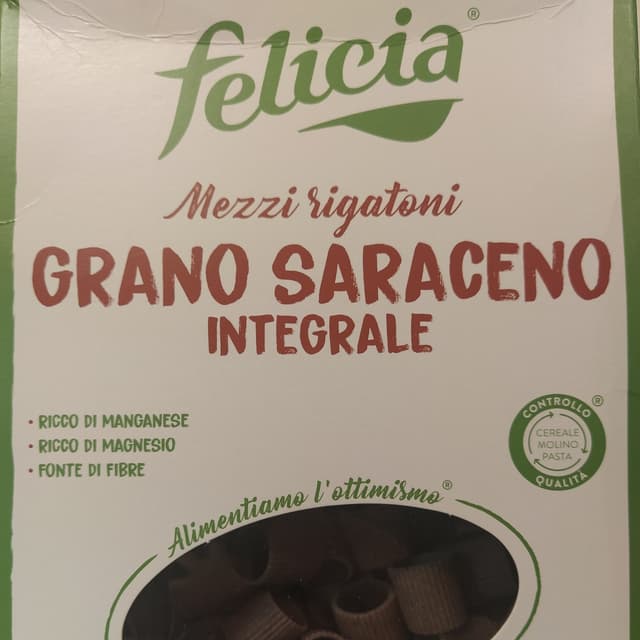 felicia®
Mezzi rigatoni
GRANO SARACENO
INTEGRALE
• RICCO DI MANGANESE
• RICCO DI MAGNESIO
• FONTE DI FIBRE
CONTROLLO ®
CEREALE
MOLINO
PASTA
QUALITÀ
Alimentiamo l'ottimismo®